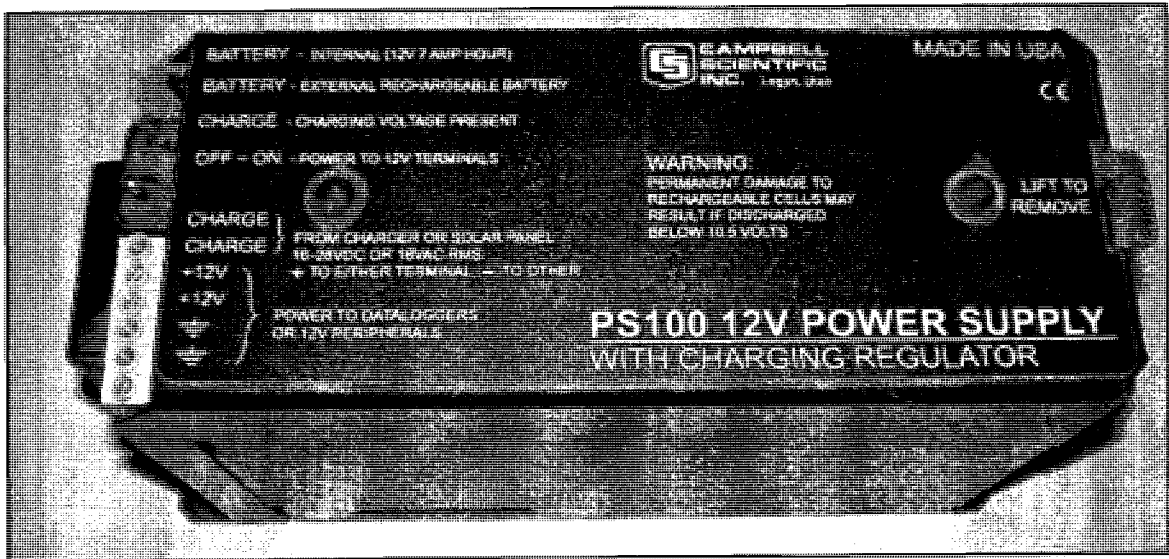 BATTERY - INTERNAL (12V 7 AMP HOUR)
BATTERY - EXTERNAL RECHARGEABLE BATTERY
CHARGE - CHARGING VOLTAGE PRESENT
OFF - ON - POWER TO 12V TERMINALS
CHARGE
CHARGE
FROM CHARGER OR SOLAR PANEL
16-28VDC OR 18VAC RMS
+ TO EITHER TERMINAL, - TO OTHER
+12V
+12V
POWER TO DATALOGGERS
OR 12V PERIPHERALS
CAMPBELL
SCIENTIFIC
INC. Logan, Utah
MADE IN USA
CE
WARNING:
PERMANENT DAMAGE TO
RECHARGEABLE CELLS MAY
RESULT IF DISCHARGED
BELOW 10.5 VOLTS
LIFT TO
REMOVE
PS100 12V POWER SUPPLY
WITH CHARGING REGULATOR